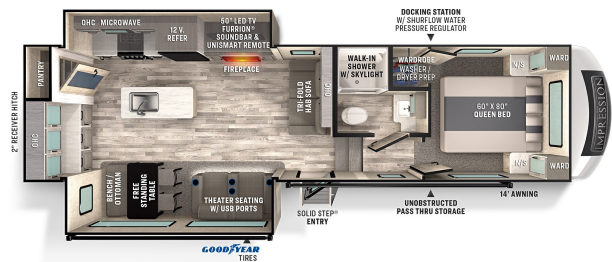 DOCKING STATION
W/ SHURFLOW WATER
PRESSURE REGULATOR
OHC MICROWAVE
12 V.
REFER
50" LED TV
FURRION®
SOUNDBAR &
UNISMART REMOTE
FIREPLACE
PANTRY
2" RECEIVER HITCH
OHC
TRI-FOLD
HAB SOFA
OHC
WALK-IN
SHOWER
W/ SKYLIGHT
WARDROBE
WASHER /
DRYER PREP
N/S
WARD
60" X 80"
QUEEN BED
IMPRESSION
N/S
WARD
BENCH /
OTTOMAN
FREE
STANDING
TABLE
THEATER SEATING
W/ USB PORTS
SOLID STEP®
ENTRY
UNOBSTRUCTED
PASS THRU STORAGE
14' AWNING
GOODYEAR
TIRES